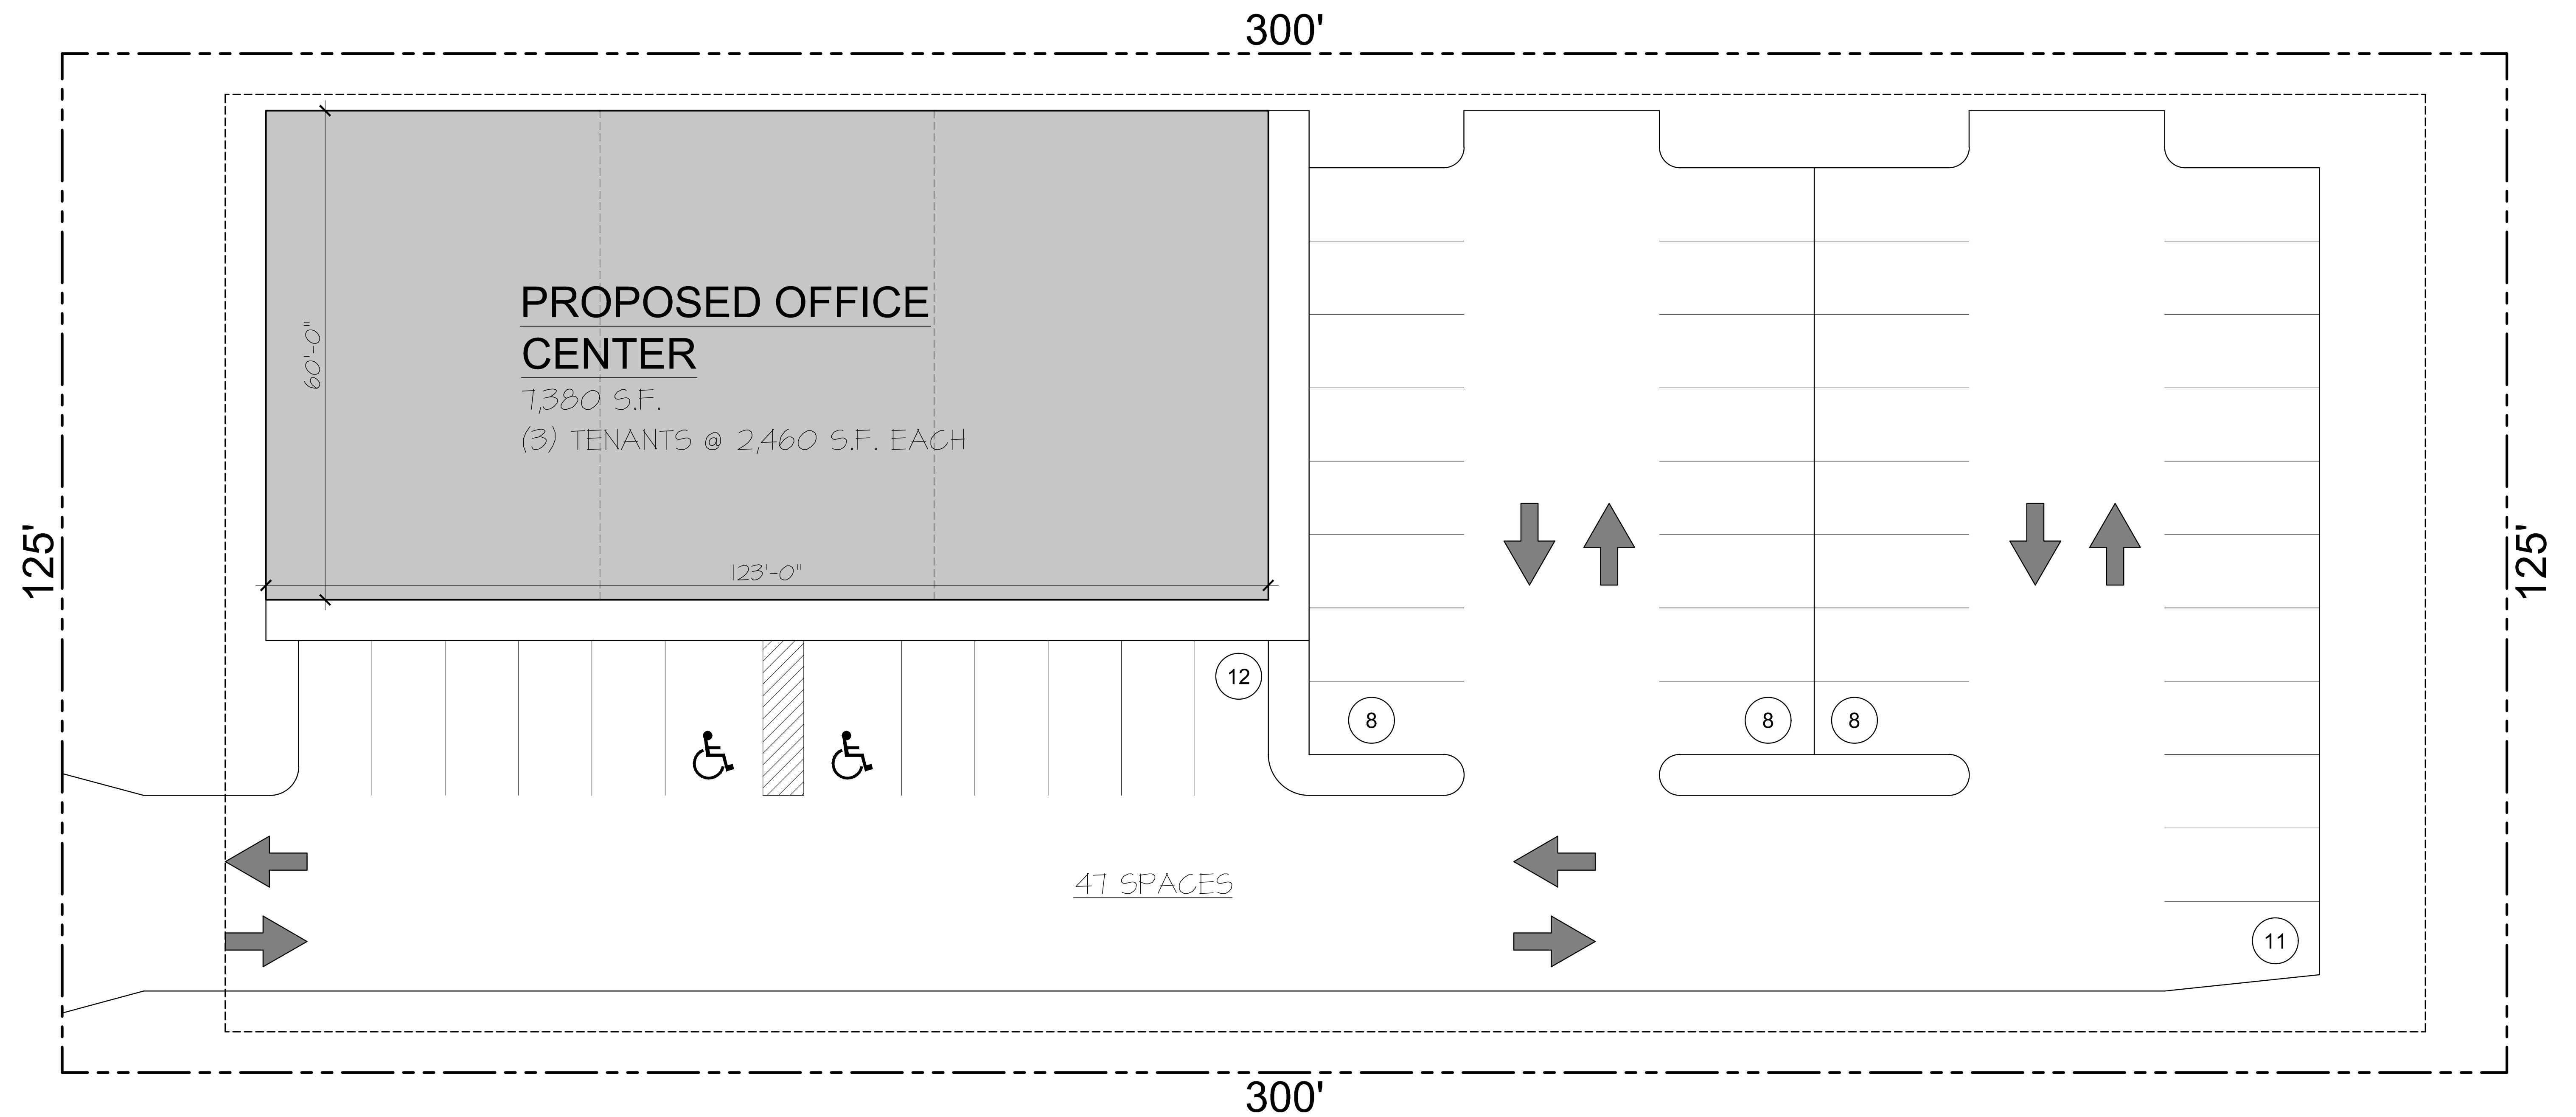 300'
PROPOSED OFFICE
CENTER
7,380 S.F.
(3) TENANTS @ 2,460 S.F. EACH
60'-0"
123'-0"
125'
125'
12
8
8
8
47 SPACES
11
300'